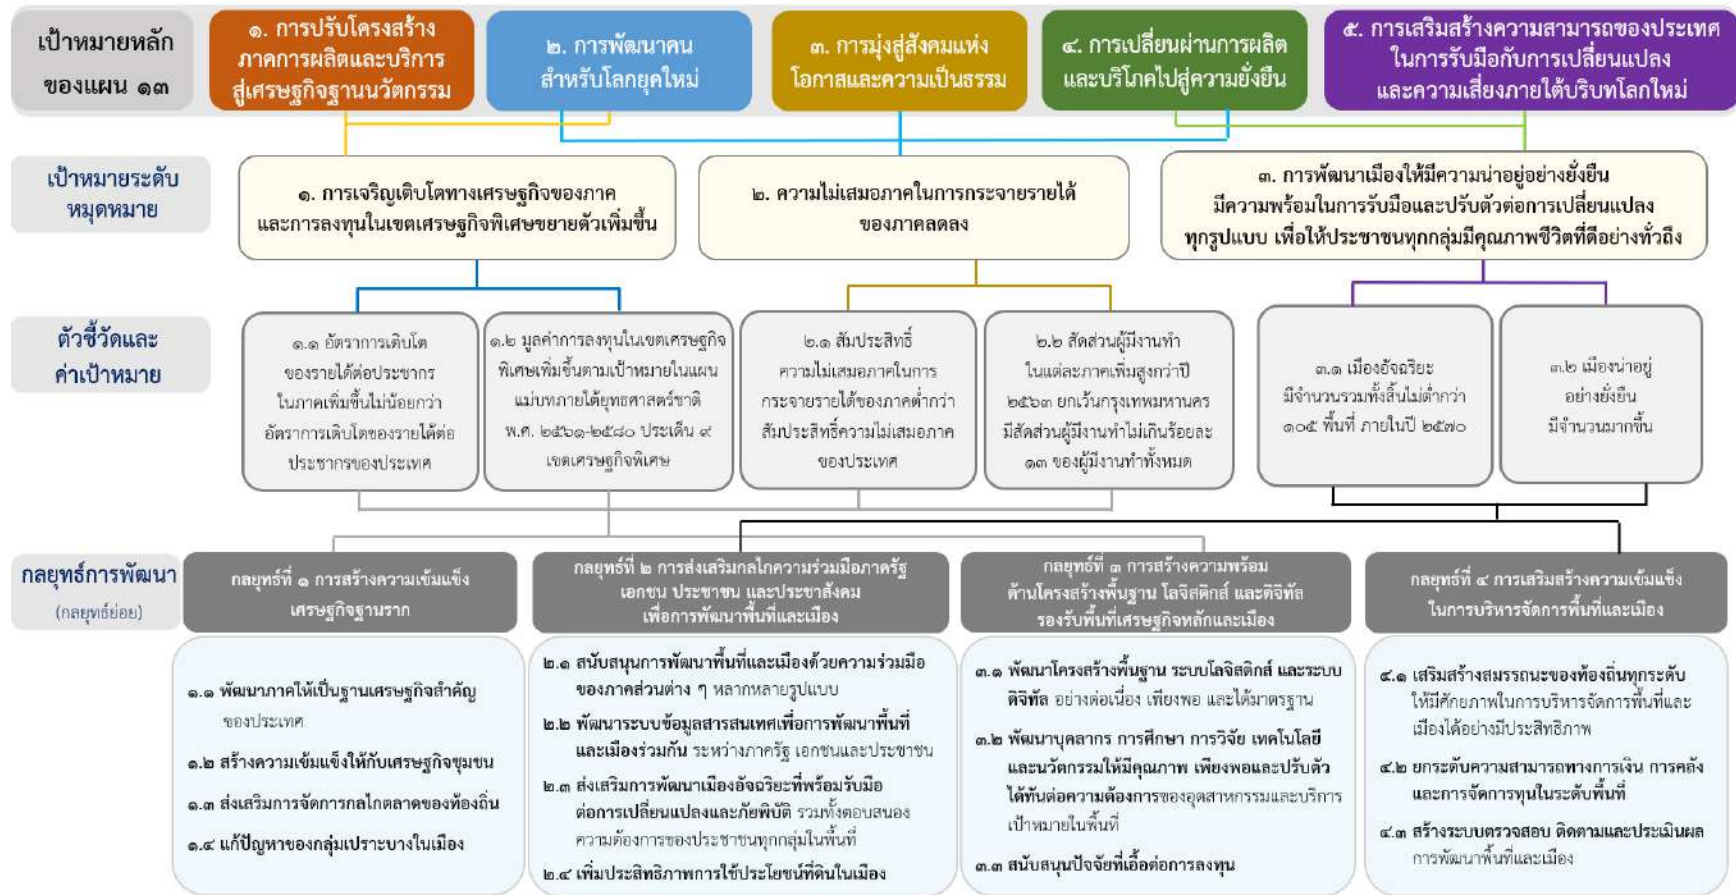 เป้าหมายหลัก
ของแผน ๑๓
๑. การปรับโครงสร้าง
ภาคการผลิตและบริการ
สู่เศรษฐกิจฐานนวัตกรรม
๒. การพัฒนาคน
สำหรับโลกยุคใหม่
๓. การมุ่งสู่สังคมแห่ง
โอกาสและความเป็นธรรม
๔. การเปลี่ยนผ่านการผลิต
และบริโภคไปสู่ความยั่งยืน
๕. การเสริมสร้างความสามารถของประเทศ
ในการรับมือกับการเปลี่ยนแปลง
และความเสี่ยงภายใต้บริบทโลกใหม่
เป้าหมายระดับ
หมุดหมาย
๑. การเจริญเติบโตทางเศรษฐกิจของภาค
และการลงทุนในเขตเศรษฐกิจพิเศษขยายตัวเพิ่มขึ้น
๒. ความไม่เสมอภาคในการกระจายรายได้
ของภาคลดลง
๓. การพัฒนาเมืองให้มีความน่าอยู่อย่างยั่งยืน
มีความพร้อมในการรับมือและปรับตัวต่อการเปลี่ยนแปลง
ทุกรูปแบบ เพื่อให้ประชาชนทุกกลุ่มมีคุณภาพชีวิตที่ดีอย่างทั่วถึง
ตัวชี้วัดและ
ค่าเป้าหมาย
๑.๑ อัตราการเติบโต
ของรายได้ต่อประชากร
ในภาคเพิ่มขึ้นไม่น้อยกว่า
อัตราการเติบโตของรายได้ต่อ
ประชากรของประเทศ
๑.๒ มูลค่าการลงทุนในเขตเศรษฐกิจ
พิเศษเพิ่มขึ้นตามเป้าหมายในแผน
แม่บทภายใต้ยุทธศาสตร์ชาติ
พ.ศ. ๒๕๖๑-๒๕๘๐ ประเด็น ๙
เขตเศรษฐกิจพิเศษ
๒.๑ สัมประสิทธิ์
ความไม่เสมอภาคในการ
กระจายรายได้ของภาคต่ำกว่า
สัมประสิทธิ์ความไม่เสมอภาค
ของประเทศ
๒.๒ สัดส่วนผู้มีงานทำ
ในแต่ละภาคเพิ่มสูงกว่าปี
๒๕๖๓ ยกเว้นกรุงเทพมหานคร
มีสัดส่วนผู้มีงานทำไม่เกินร้อยละ
๑๓ ของผู้มีงานทำทั้งหมด
๓.๑ เมืองอัจฉริยะ
มีจำนวนรวมทั้งสิ้นไม่ต่ำกว่า
๑๐๕ พื้นที่ ภายในปี ๒๕๗๐
๓.๒ เมืองน่าอยู่
อย่างยั่งยืน
มีจำนวนมากขึ้น
กลยุทธ์การพัฒนา
(กลยุทธ์ย่อย)
กลยุทธ์ที่ ๑ การสร้างความเข้มแข็ง
เศรษฐกิจฐานราก
๑.๑ พัฒนาภาคให้เป็นฐานเศรษฐกิจสำคัญ
ของประเทศ
๑.๒ สร้างความเข้มแข็งให้กับเศรษฐกิจชุมชน
๑.๓ ส่งเสริมการจัดการกลไกตลาดของท้องถิ่น
๑.๔ แก้ปัญหาของกลุ่มเปราะบางในเมือง
กลยุทธ์ที่ ๒ การส่งเสริมกลไกความร่วมมือภาครัฐ
เอกชน ประชาชน และประชาสังคม
เพื่อการพัฒนาพื้นที่และเมือง
๒.๑ สนับสนุนการพัฒนาพื้นที่และเมืองด้วยความร่วมมือ
ของภาคส่วนต่าง ๆ หลากหลายรูปแบบ
๒.๒ พัฒนาระบบข้อมูลสารสนเทศเพื่อการพัฒนาพื้นที่
และเมืองร่วมกัน ระหว่างภาครัฐ เอกชนและประชาชน
๒.๓ ส่งเสริมการพัฒนาเมืองอัจฉริยะที่พร้อมรับมือ
ต่อการเปลี่ยนแปลงและภัยพิบัติ รวมทั้งตอบสนอง
ความต้องการของประชาชนทุกกลุ่มในพื้นที่
๒.๔ เพิ่มประสิทธิภาพการใช้ประโยชน์ที่ดินในเมือง
กลยุทธ์ที่ ๓ การสร้างความพร้อม
ด้านโครงสร้างพื้นฐาน โลจิสติกส์ และดิจิทัล
รองรับพื้นที่เศรษฐกิจหลักและเมือง
๓.๑ พัฒนาโครงสร้างพื้นฐาน ระบบโลจิสติกส์ และระบบ
ดิจิทัล อย่างต่อเนื่อง เพียงพอ และได้มาตรฐาน
๓.๒ พัฒนาบุคลากร การศึกษา การวิจัย เทคโนโลยี
และนวัตกรรมให้มีคุณภาพ เพียงพอและปรับตัว
ได้ทันต่อความต้องการของอุตสาหกรรมและบริการ
เป้าหมายในพื้นที่
๓.๓ สนับสนุนปัจจัยที่เอื้อต่อการลงทุน
กลยุทธ์ที่ ๔ การเสริมสร้างความเข้มแข็ง
ในการบริหารจัดการพื้นที่และเมือง
๔.๑ เสริมสร้างสมรรถนะของท้องถิ่นทุกระดับ
ให้มีศักยภาพในการบริหารจัดการพื้นที่และ
เมืองได้อย่างมีประสิทธิภาพ
๔.๒ ยกระดับความสามารถทางการเงิน การคลัง
และการจัดการทุนในระดับพื้นที่
๔.๓ สร้างระบบตรวจสอบ ติดตามและประเมินผล
การพัฒนาพื้นที่และเมือง